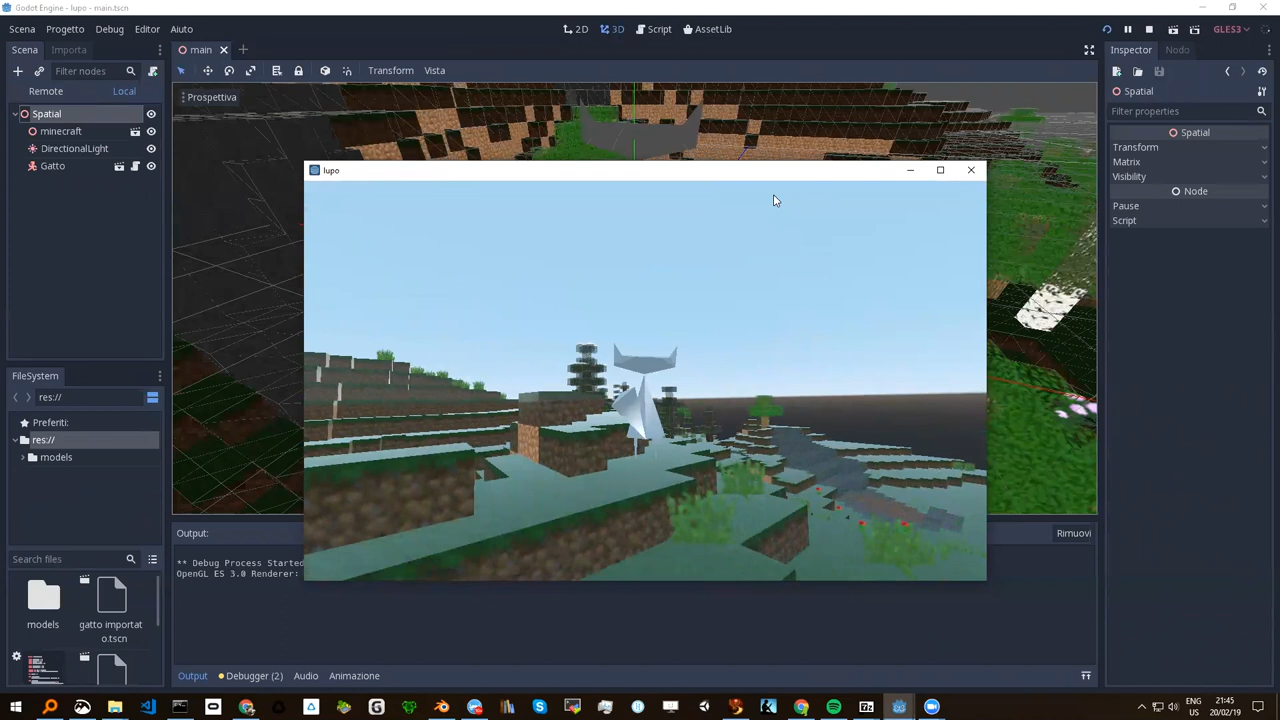 Godot Engine - lupo - main.tscn
Scena Progetto Debug Editor Aiuto
2D 3D Script AssetLib
GLES3
Scena Importa
main
Inspector Nodo
Filter nodes
Transform Vista
Remote Local
Prospettiva
Spatial
Spatial
minecraft
DirectionalLight
Gatto
Filter properties
Spatial
Transform
Matrix
Visibility
Node
Pause
Script
lupo
FileSystem
res://
Preferiti:
res://
models
Search files
models
gatto importat
o.tscn
Output:
Rimuovi
** Debug Process Started
OpenGL ES 3.0 Renderer:
Output Debugger (2) Audio Animazione
ENG
US
21:45
20/02/19